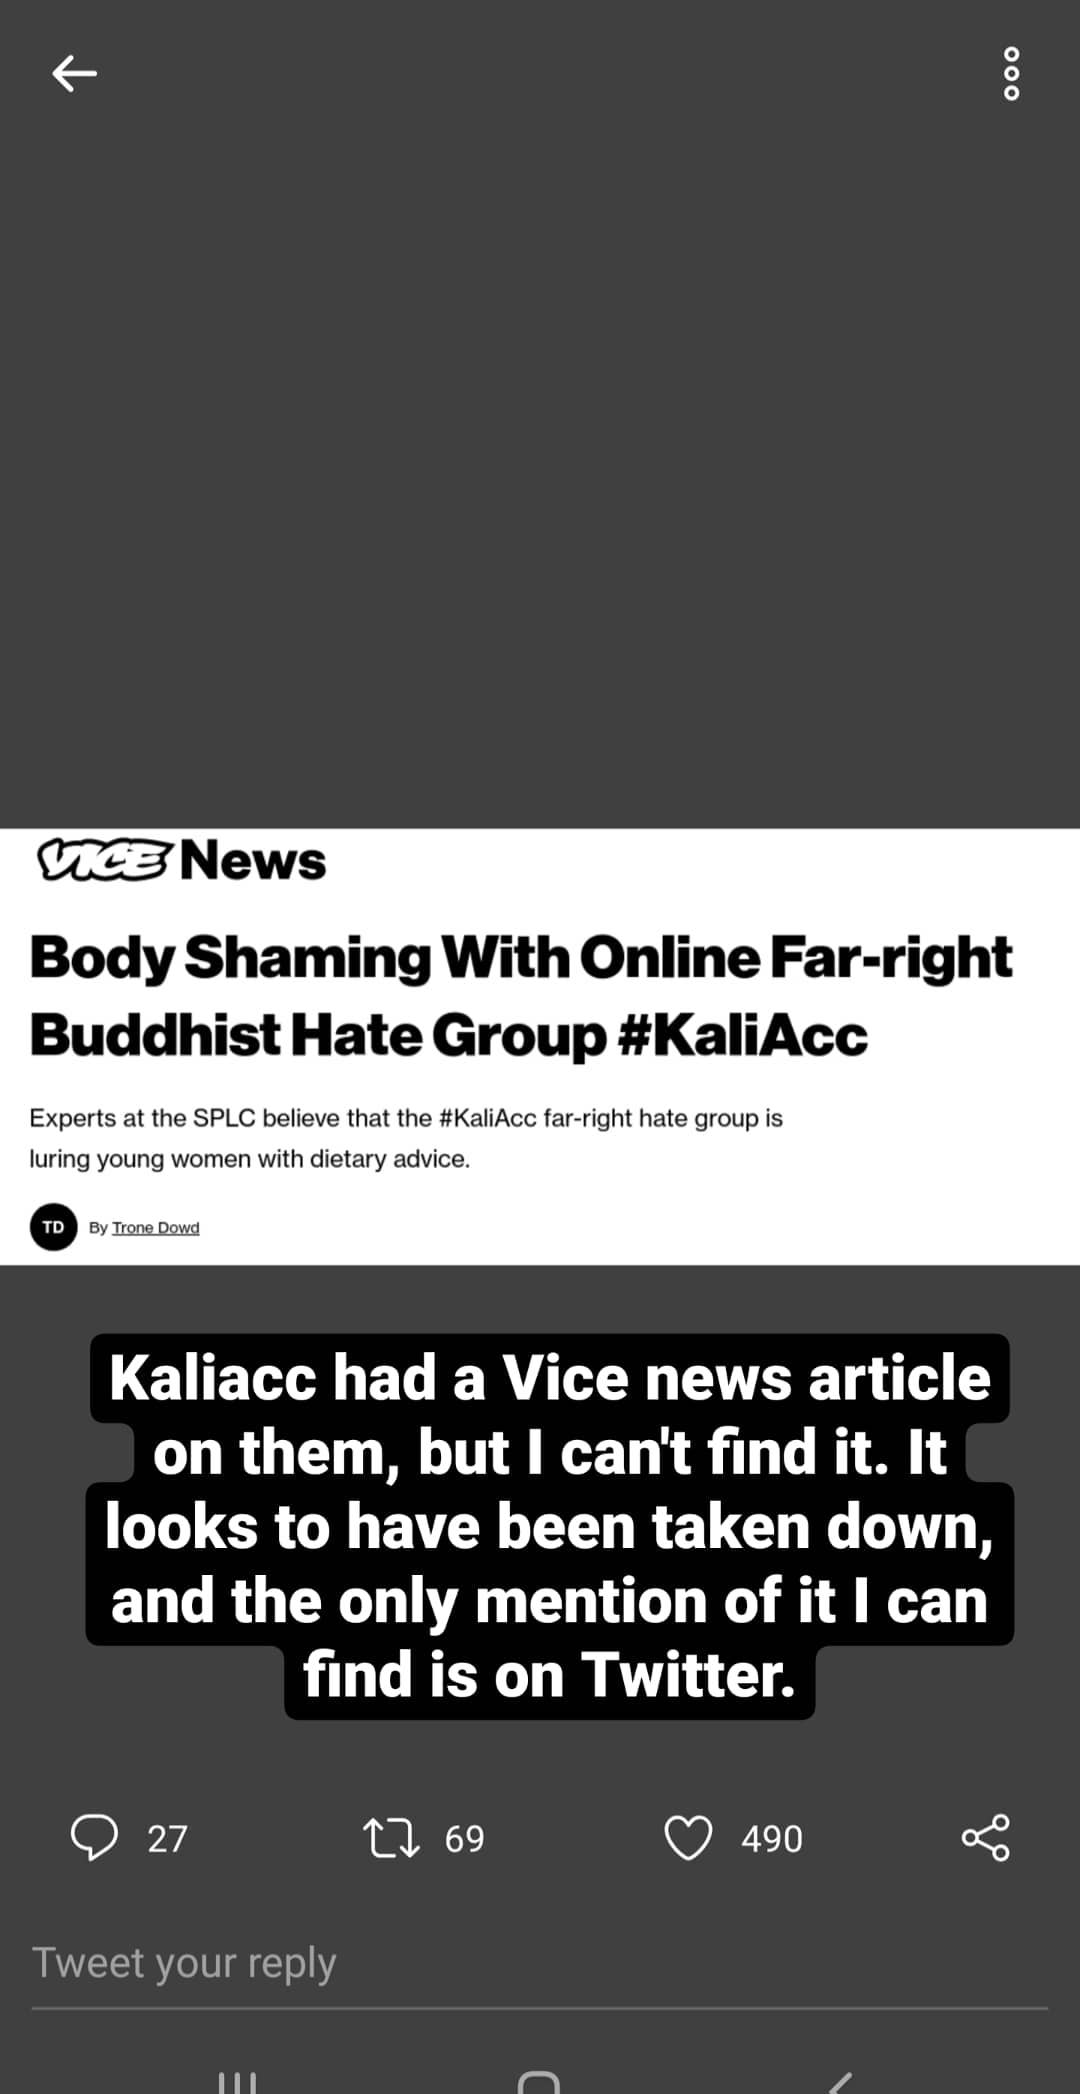 VICE News
Body Shaming With Online Far-right
Buddhist Hate Group #KaliAcc
Experts at the SPLC believe that the #KaliAcc far-right hate group is
luring young women with dietary advice.
TD By Trone Dowd
Kaliacc had a Vice news article
on them, but I can't find it. It
looks to have been taken down,
and the only mention of it I can
find is on Twitter.
27 69 490
Tweet your reply